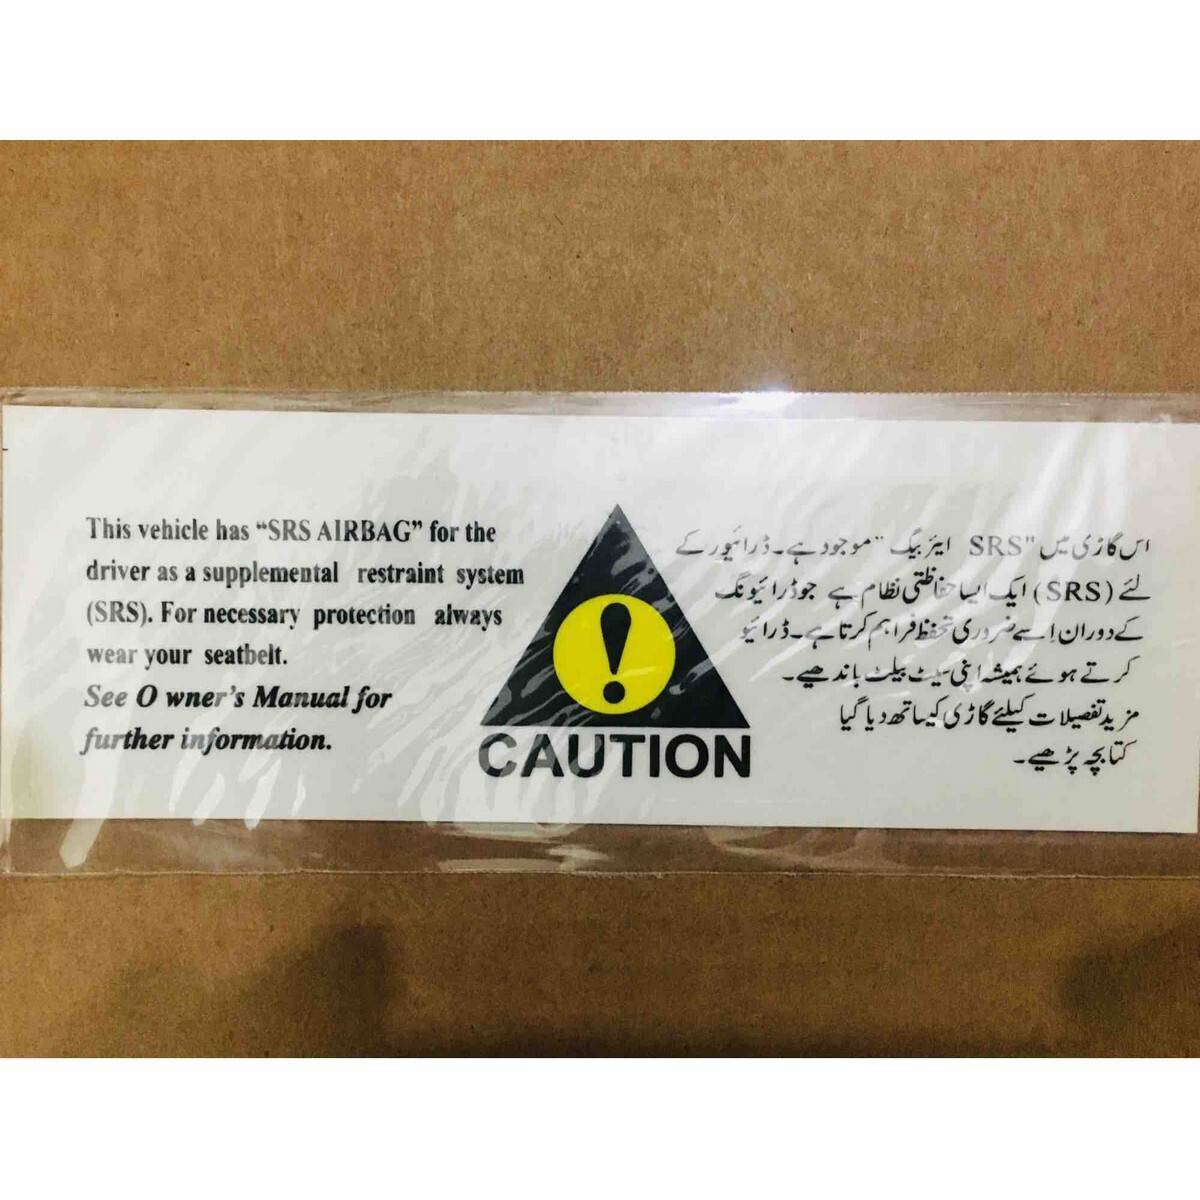 This vehicle has “SRS AIRBAG” for the
driver as a supplemental restraint system
(SRS). For necessary protection always
wear your seatbelt.
See O wner’s Manual for
further information.
CAUTION
اس گاڑی میں "SRS ایئر بیگ" موجود ہے۔ ڈرائیور کے
لئے (SRS) ایک ایسا حفاظتی نظام ہے جو ڈرائیونگ
کے دوران اِسے ضروری تحفظ فراہم کرتا ہے۔ ڈرائیو
کرتے ہوئے ہمیشہ اپنی سیٹ بیلٹ باندھیے۔
مزید تفصیلات کیلئے گاڑی کیساتھ دیا گیا
کتابچہ پڑھیے۔